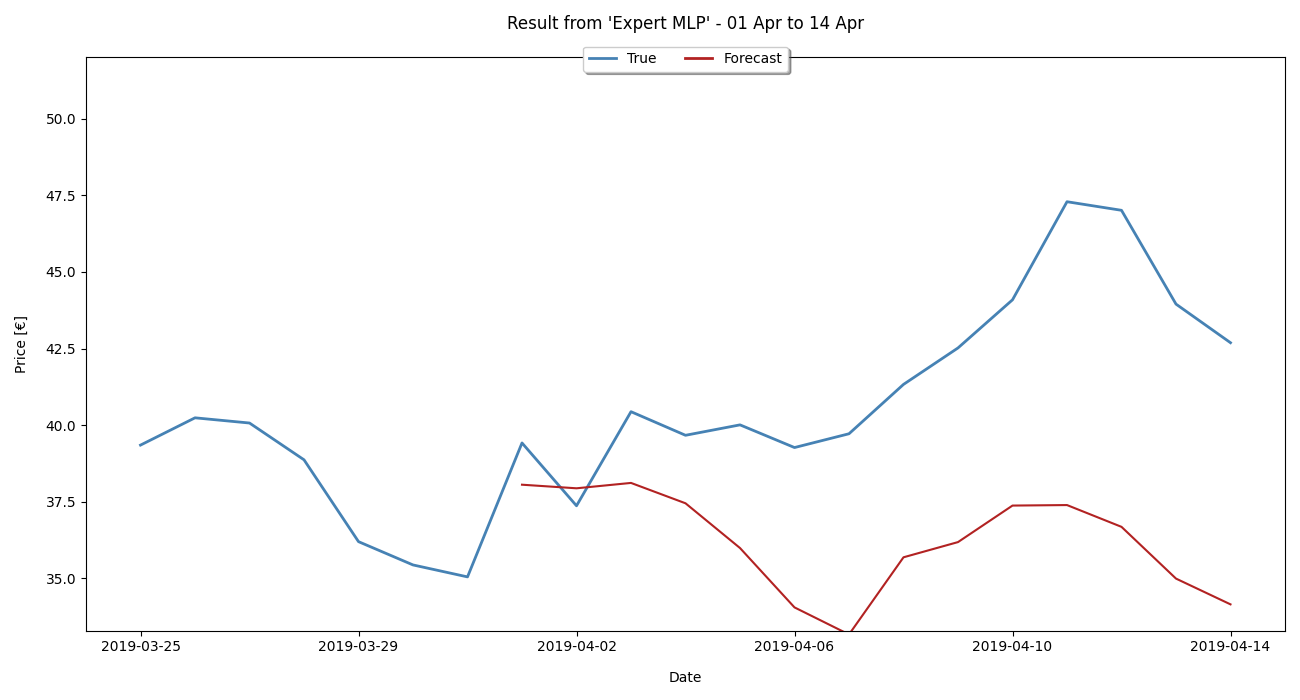 Result from 'Expert MLP' - 01 Apr to 14 Apr
True Forecast
50.0
47.5
45.0
42.5
40.0
37.5
35.0
Price [€]
2019-03-25 2019-03-29 2019-04-02 2019-04-06 2019-04-10 2019-04-14
Date